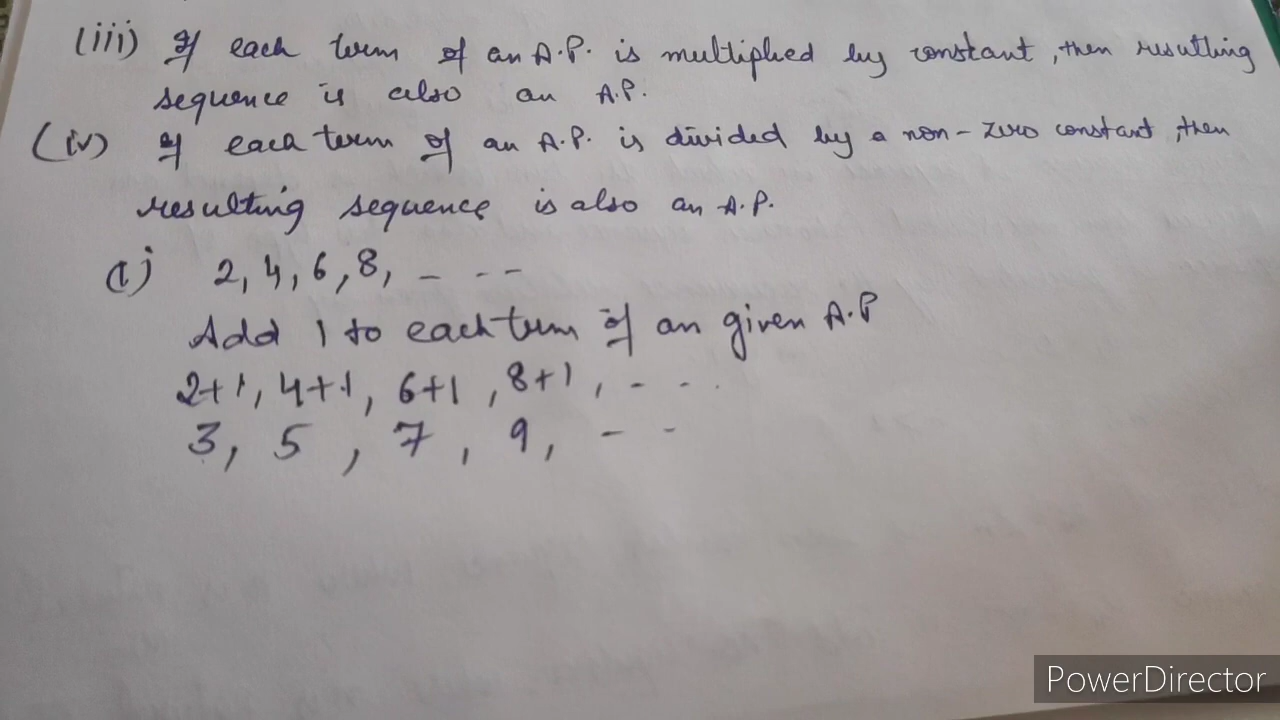 (iii) If each term of an A.P. is multiplied by constant, then resulting
sequence is also an A.P.
(iv) If each term of an A.P. is divided by a non-zero constant, then
resulting sequence is also an A.P.
(i) 2, 4, 6, 8, - - -
Add 1 to each term of an given A.P
2+1, 4+1, 6+1, 8+1, - - -
3, 5, 7, 9, - -
PowerDirector